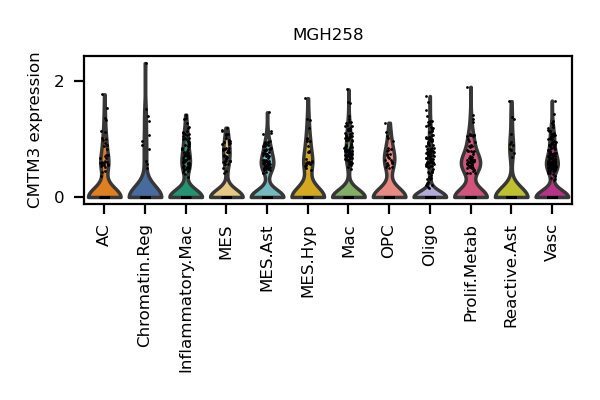 MGH258
CMTM3 expression
2
0
AC
Chromatin.Reg
Inflammatory.Mac
MES
MES.Ast
MES.Hyp
Mac
OPC
Oligo
Prolif.Metab
Reactive.Ast
Vasc